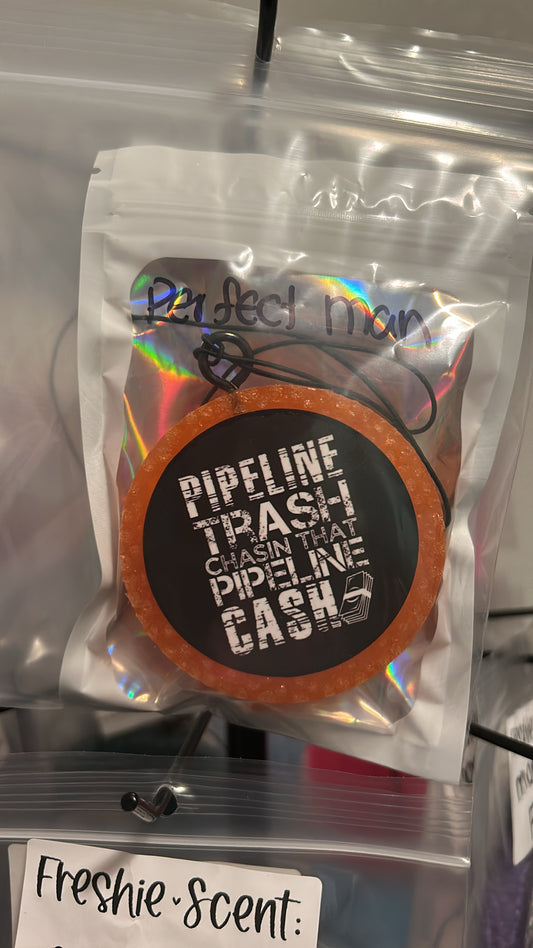 Perfect man
PIPELINE
TRASH
CHASIN THAT
PIPELINE
CASH
Freshie Scent: